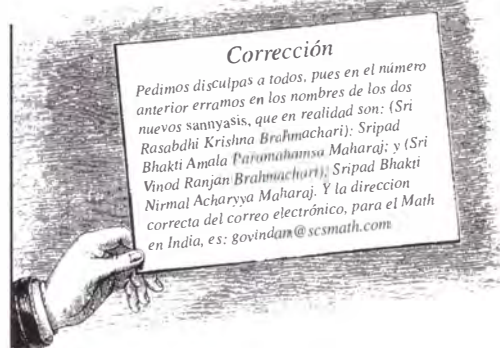 Corrección
Pedimos disculpas a todos, pues en el número
anterior erramos en los nombres de los dos
nuevos sannyasis, que en realidad son: (Sri
Rasabdhi Krishna Brahmachari): Sripad
Bhakti Amala Paramahamsa Maharaj; y (Sri
Vinod Ranjan Brahmachari); Sripad Bhakti
Nirmal Acharyya Maharaj. Y la direccion
correcta del correo electrónico, para el Math
en India, es: govindam@scsmath.com